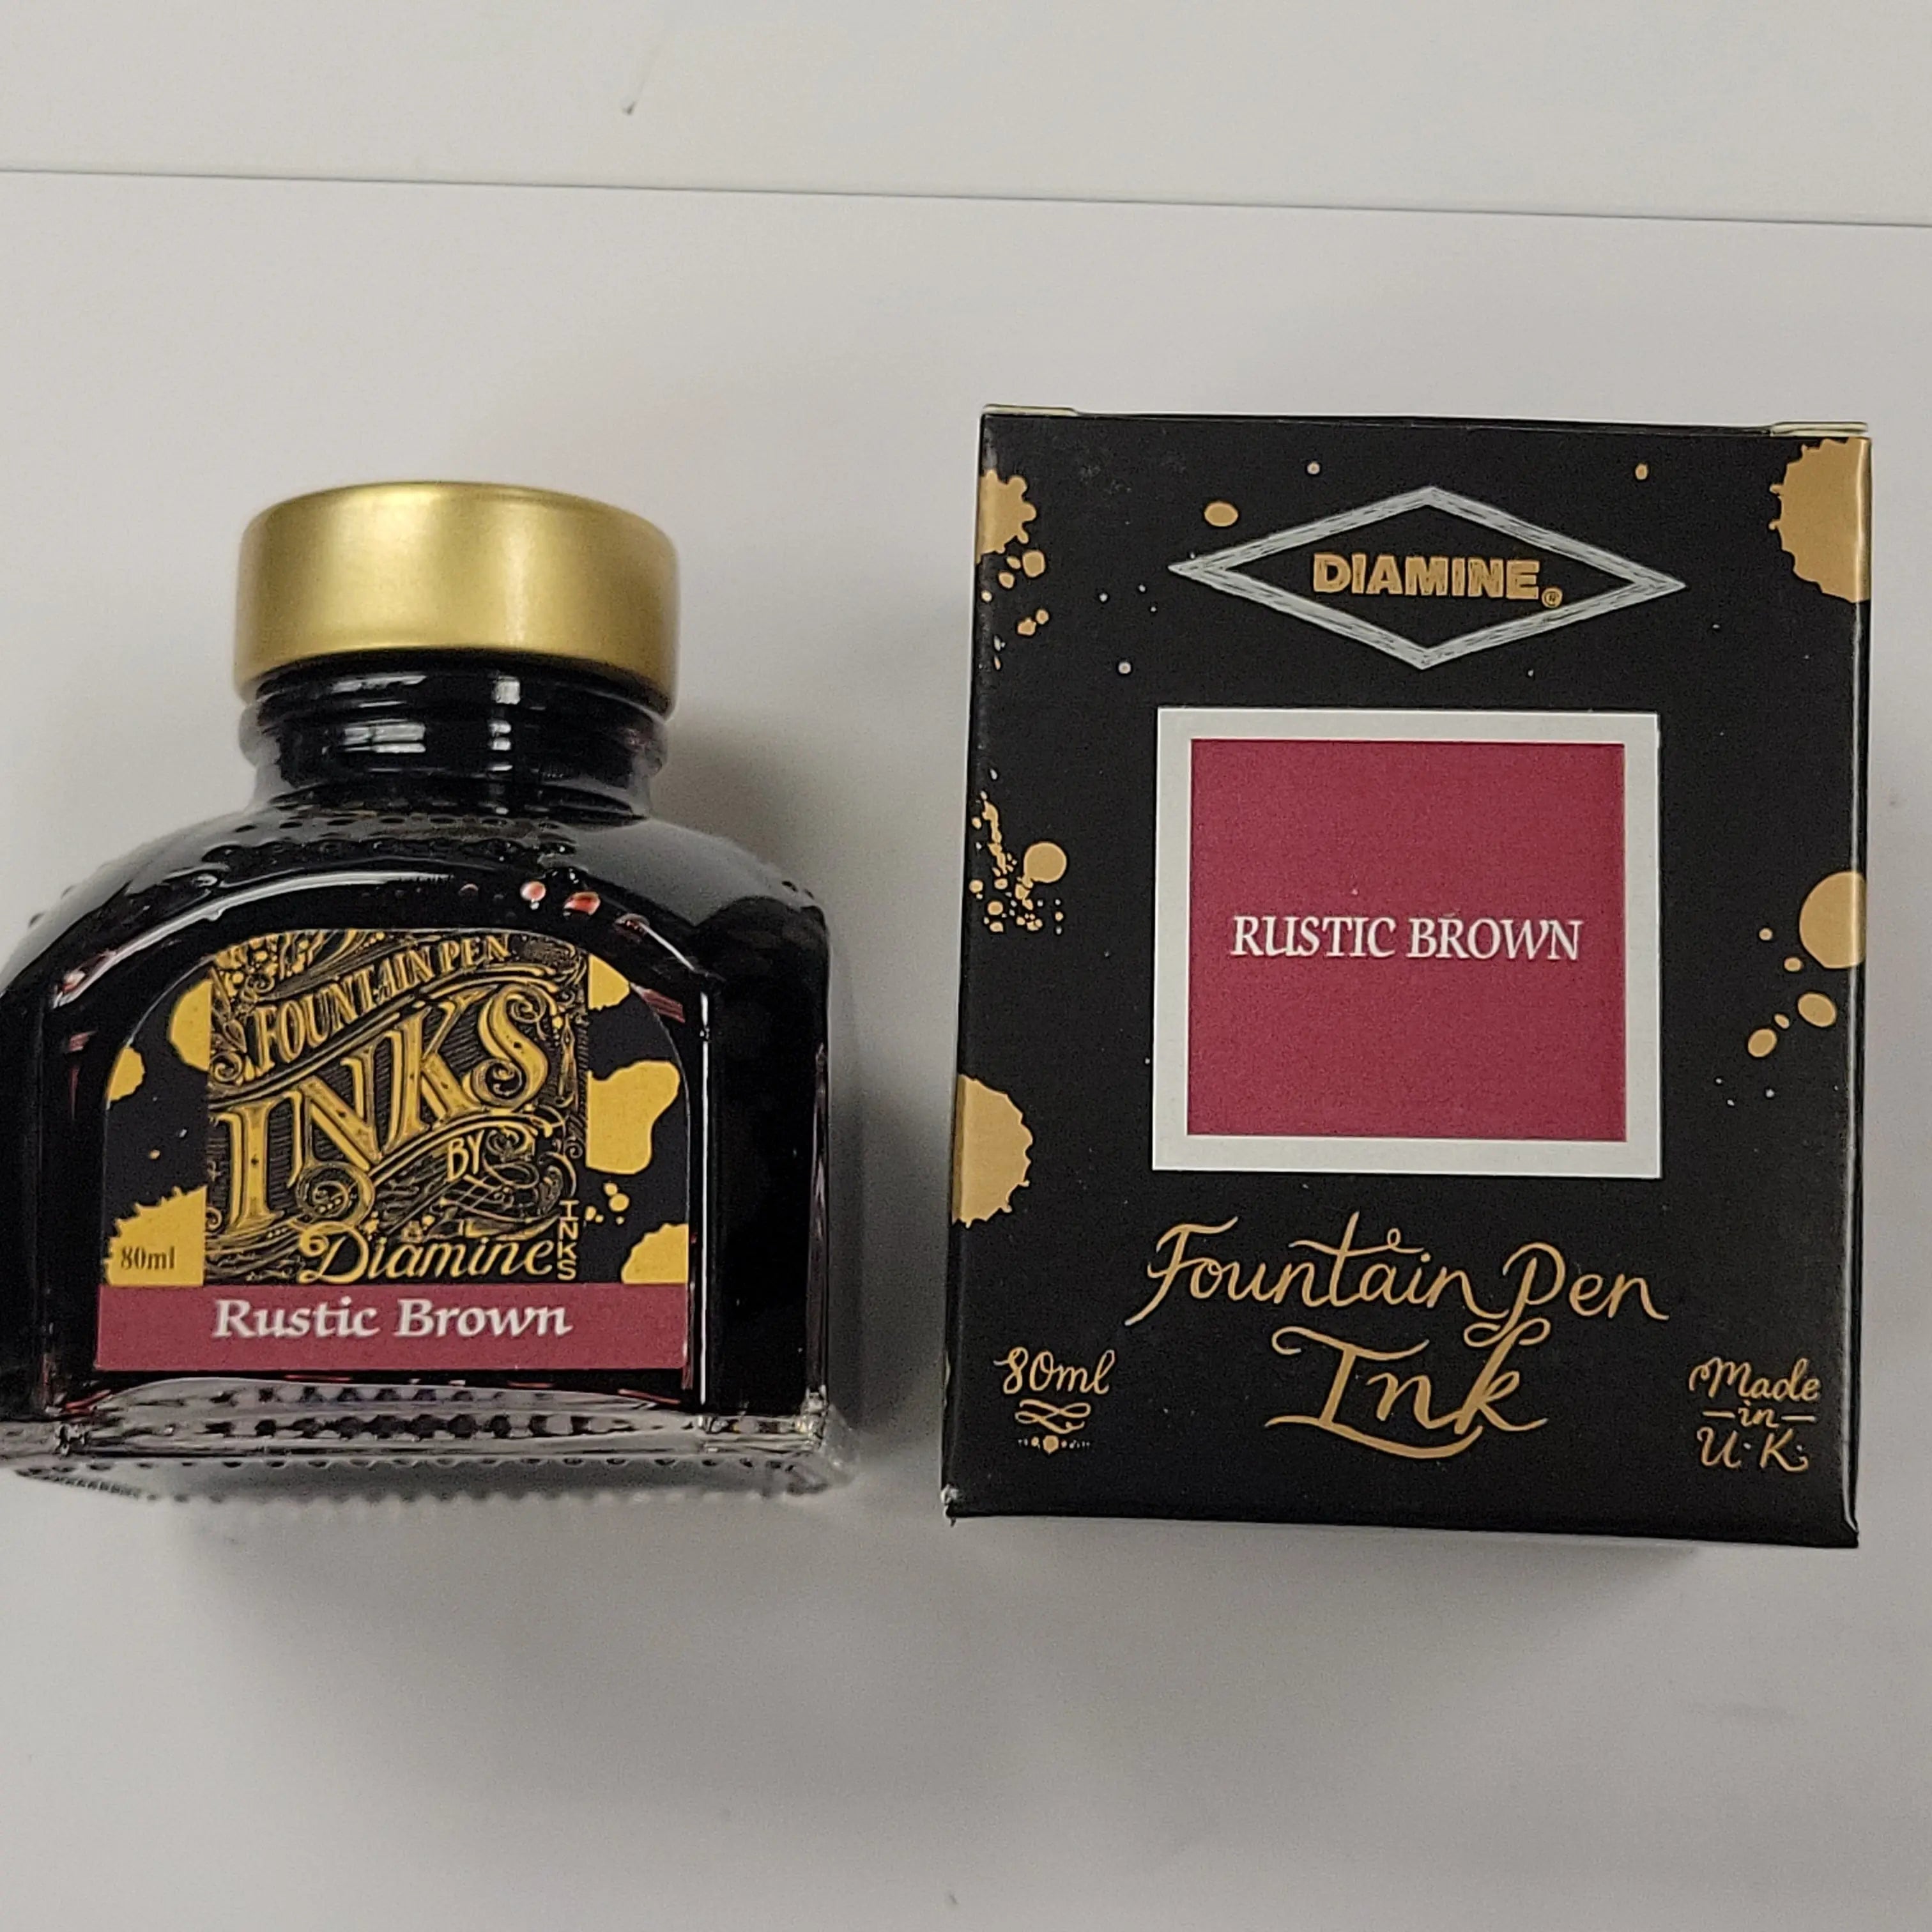 FOUNTAIN PEN
INKS
BY
Diamine
INKS
80ml
Rustic Brown
DIAMINE®
RUSTIC BROWN
Fountain Pen
Ink
80ml
Made
in
U.K.